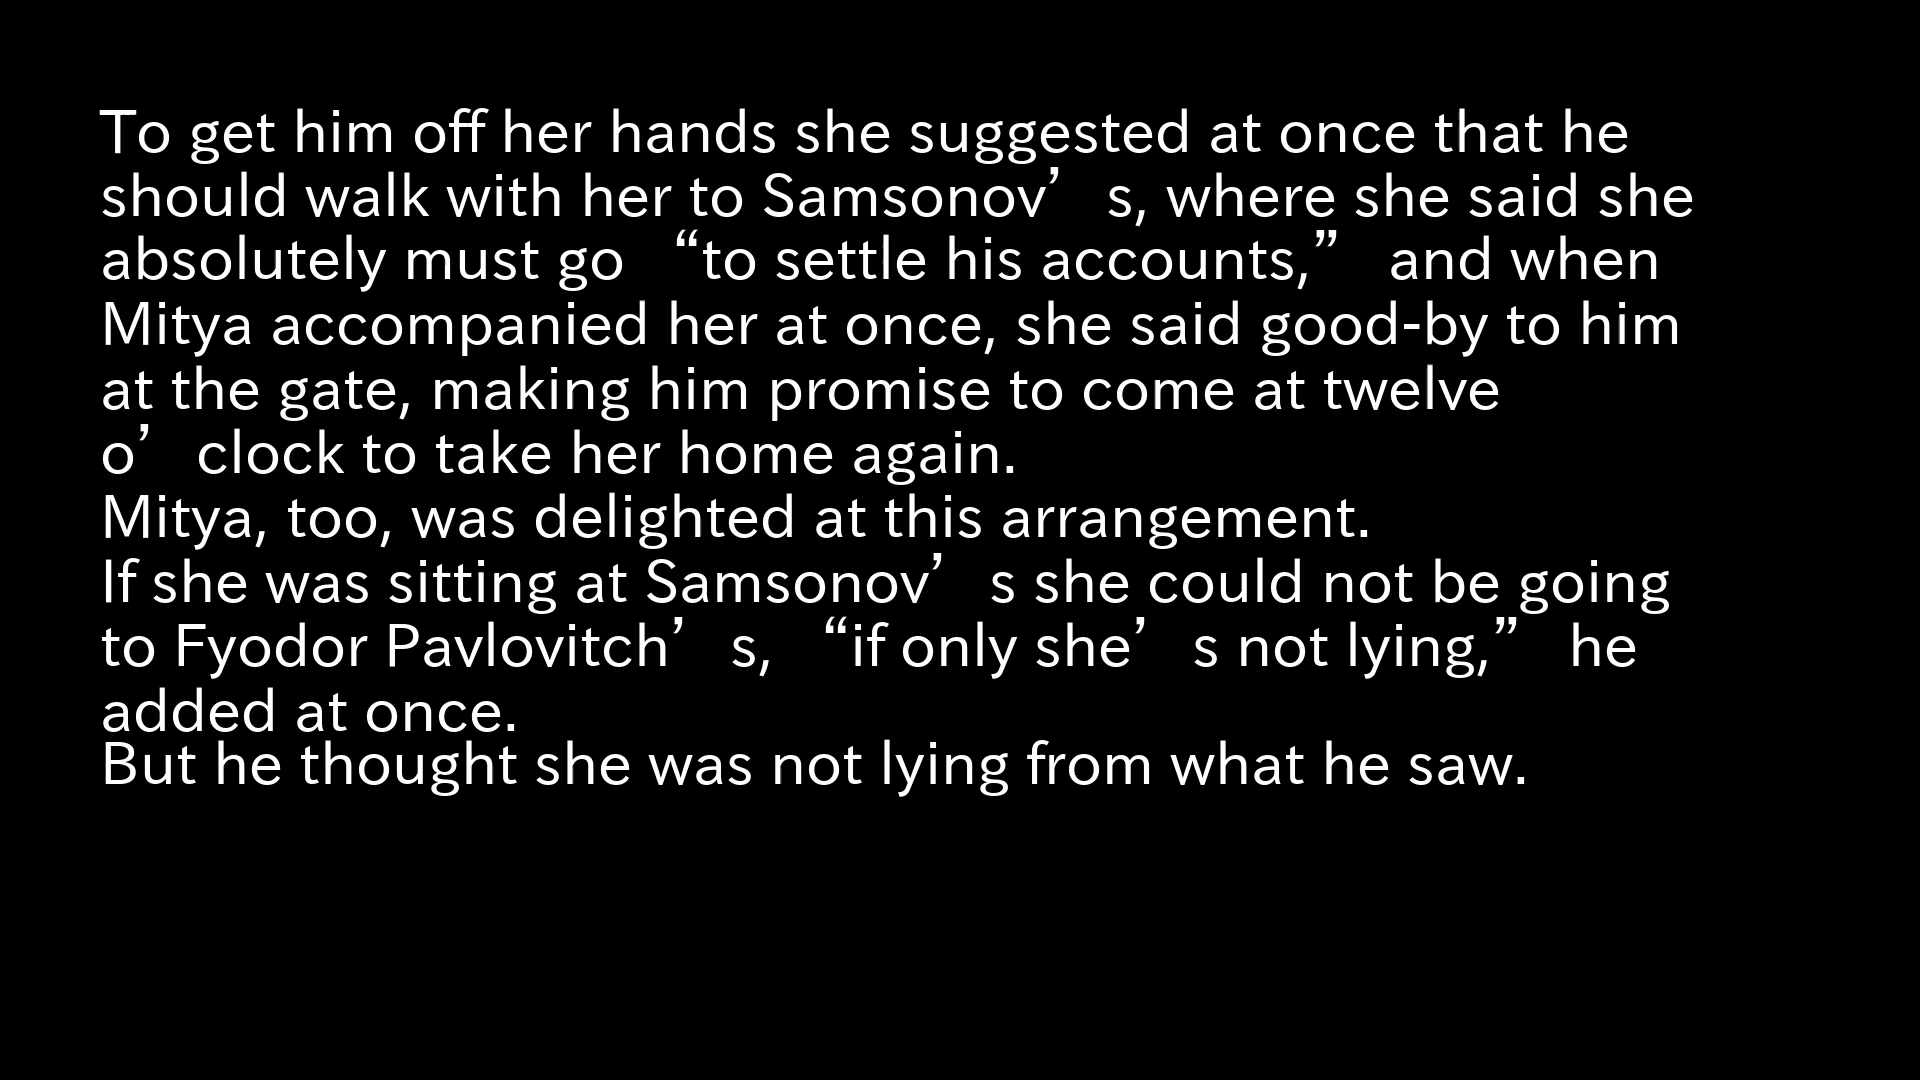 To get him off her hands she suggested at once that he
should walk with her to Samsonov’s, where she said she
absolutely must go “to settle his accounts,” and when
Mitya accompanied her at once, she said good-by to him
at the gate, making him promise to come at twelve
o’clock to take her home again.
Mitya, too, was delighted at this arrangement.
If she was sitting at Samsonov’s she could not be going
to Fyodor Pavlovitch’s, “if only she’s not lying,” he
added at once.
But he thought she was not lying from what he saw.